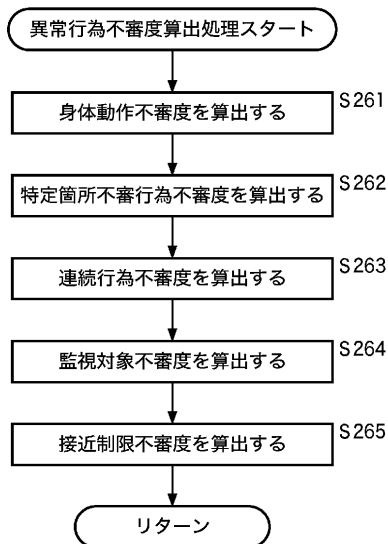 異常行為不審度算出処理スタート
身体動作不審度を算出する
S261
特定箇所不審行為不審度を算出する
S262
連続行為不審度を算出する
S263
監視対象不審度を算出する
S264
接近制限不審度を算出する
S265
リターン